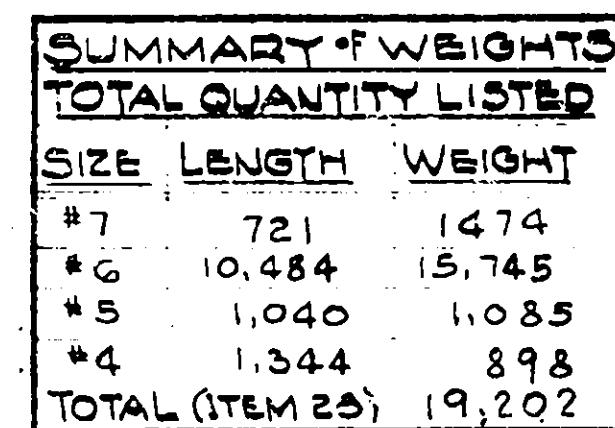 SUMMARY OF WEIGHTS
TOTAL QUANTITY LISTED
SIZE LENGTH WEIGHT
#7 721 1474
#6 10,484 15,745
#5 1,040 1,085
#4 1,344 898
TOTAL (ITEM 23) 19,202